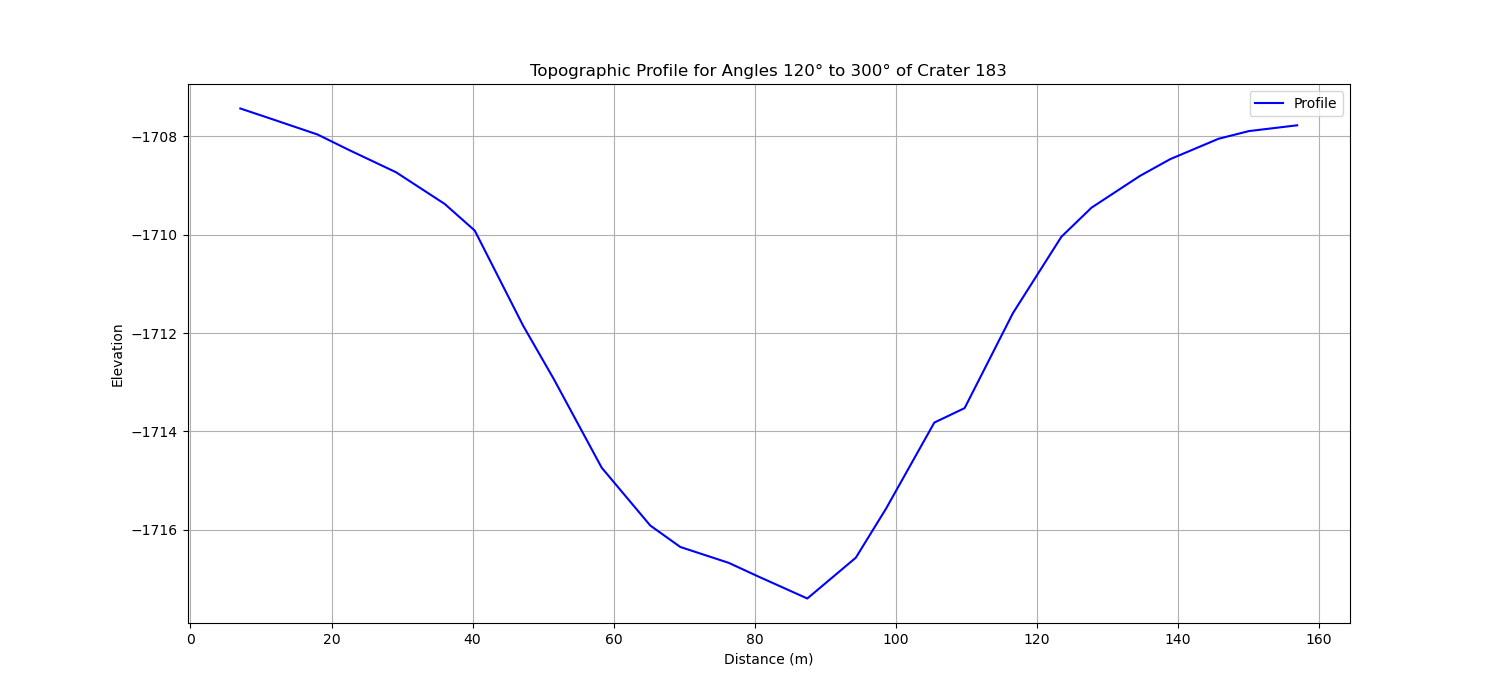 Topographic Profile for Angles 120° to 300° of Crater 183
Profile
−1708
−1710
−1712
−1714
−1716
Elevation
0 20 40 60 80 100 120 140 160
Distance (m)